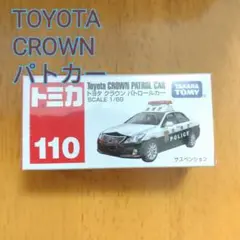 TOYOTA
CROWN
パトカー
トミカ
110
Toyota CROWN PATROL CAR
トヨタ クラウン パトロールカー
SCALE 1/66
TAKARA
TOMY
POLICE
サスペンション